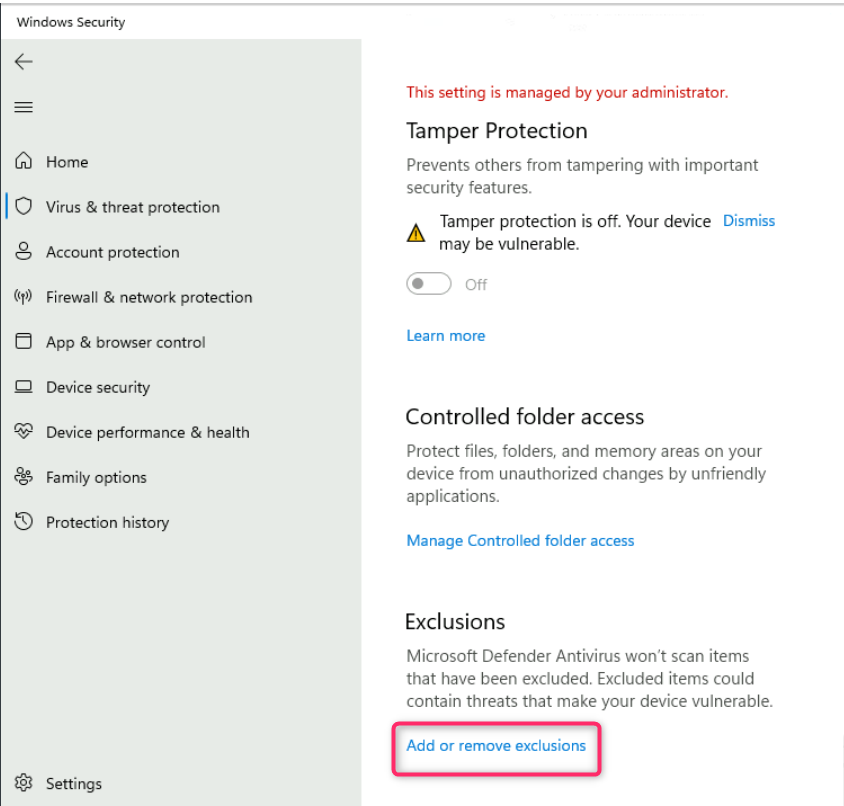 Windows Security
Home
Virus & threat protection
Account protection
Firewall & network protection
App & browser control
Device security
Device performance & health
Family options
Protection history
Settings
This setting is managed by your administrator.
Tamper Protection
Prevents others from tampering with important
security features.
Tamper protection is off. Your device Dismiss
may be vulnerable.
Off
Learn more
Controlled folder access
Protect files, folders, and memory areas on your
device from unauthorized changes by unfriendly
applications.
Manage Controlled folder access
Exclusions
Microsoft Defender Antivirus won't scan items
that have been excluded. Excluded items could
contain threats that make your device vulnerable.
Add or remove exclusions